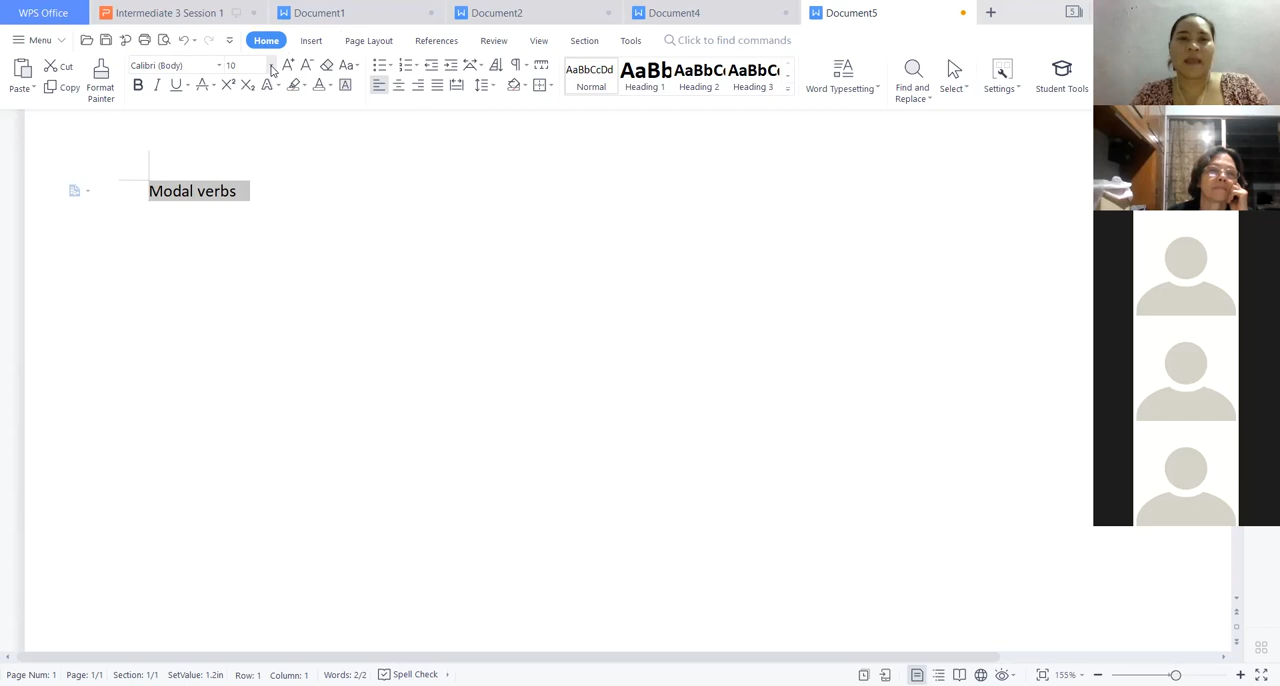 WPS Office Intermediate 3 Session 1 Document1 Document2 Document4 Document5 5
Menu Home Insert Page Layout References Review View Section Tools Click to find commands
Paste Cut Copy Format Painter
Calibri (Body) 10
AaBbCcDd Normal
AaBb Heading 1
AaBbCc Heading 2
AaBbCc Heading 3
Word Typesetting Find and Replace Select Settings Student Tools
Modal verbs
Page Num: 1 Page: 1/1 Section: 1/1 SetValue: 1.2in Row: 1 Column: 1 Words: 2/2 Spell Check 155%